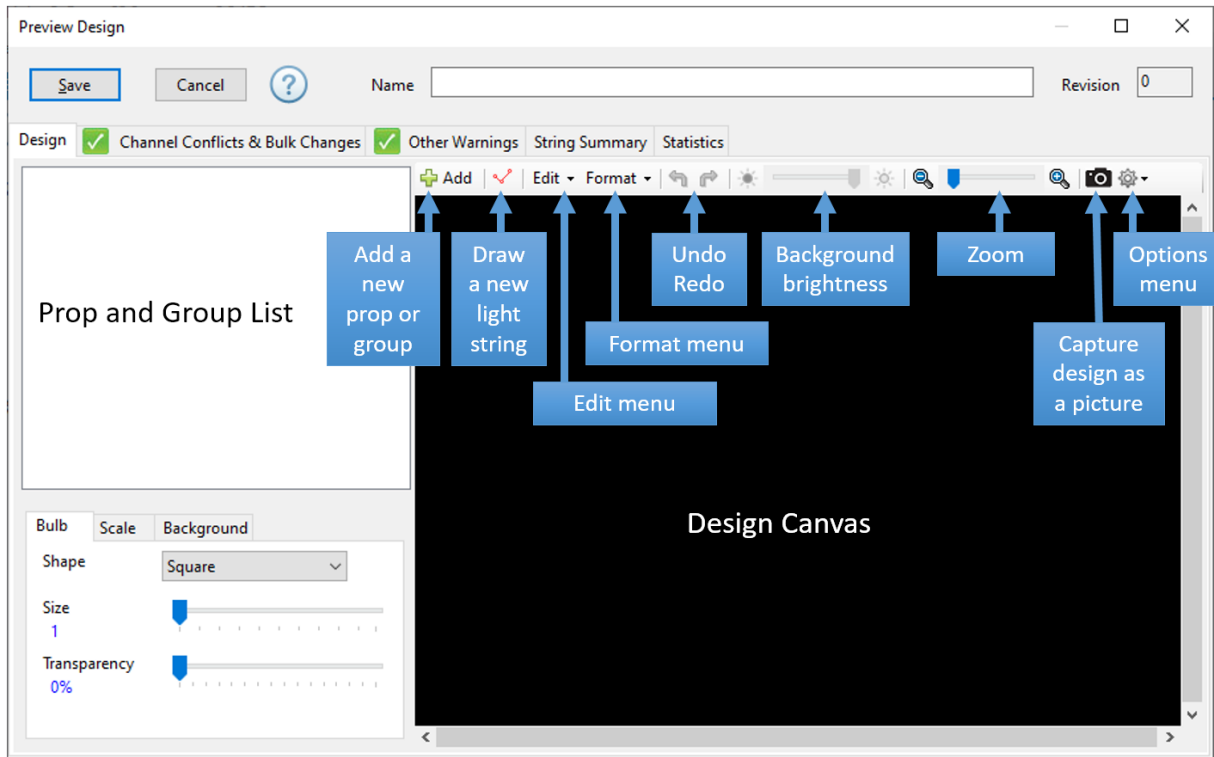 Preview Design
Save
Cancel
?
Name
Revision
0
Design
Channel Conflicts & Bulk Changes
Other Warnings
String Summary
Statistics
Add
Edit
Format
Add a
new
prop or
group
Draw
a new
light
string
Undo
Redo
Background
brightness
Zoom
Options
menu
Prop and Group List
Format menu
Capture
design as
a picture
Edit menu
Design Canvas
Bulb
Scale
Background
Shape
Square
Size
1
Transparency
0%